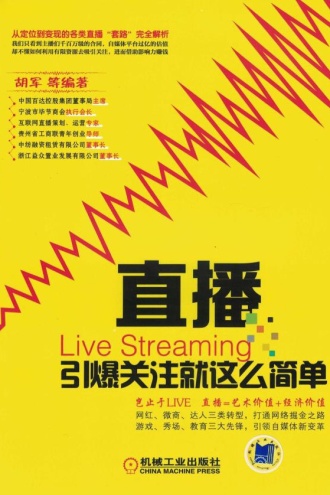 从定位到变现的各类直播“套路”完全解析
我们只看到主播们千百万级的合同、自媒体平台过亿的估值
却不懂如何利用有限资源去吸引关注，进而借助影响力赚钱
胡军 等编著
中国百达控股集团董事局主席
宁波市毕节商会执行会长
互联网直播策划、运营专家
贵州省工商联青年创业导师
中纺融资租赁有限公司董事长
浙江益众置业发展有限公司董事长
直播
Live Streaming
引爆关注就这么简单
岂止于LIVE 直播=艺术价值+经济价值
网红、微商、达人三类转型，打通网络掘金之路
游戏、秀场、教育三大先锋，引领自媒体新变革
机械工业出版社
CHINA MACHINE PRESS